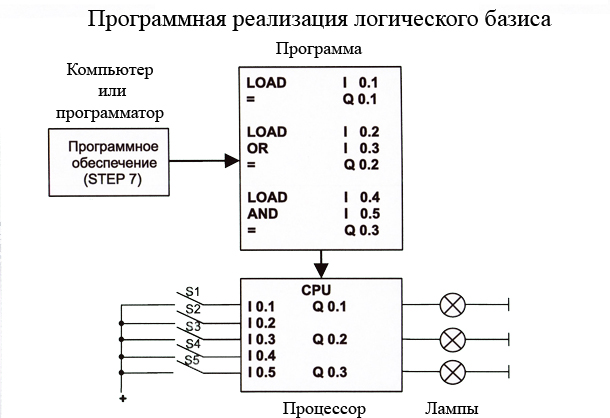 Программная реализация логического базиса
Программа
Компьютер
или
программатор
Программное
обеспечение
(STEP 7)
LOAD I 0.1
= Q 0.1
LOAD I 0.2
OR I 0.3
= Q 0.2
LOAD I 0.4
AND I 0.5
= Q 0.3
CPU
S1
S2
S3
S4
S5
I 0.1 Q 0.1
I 0.2
I 0.3 Q 0.2
I 0.4
I 0.5 Q 0.3
+
Процессор
Лампы